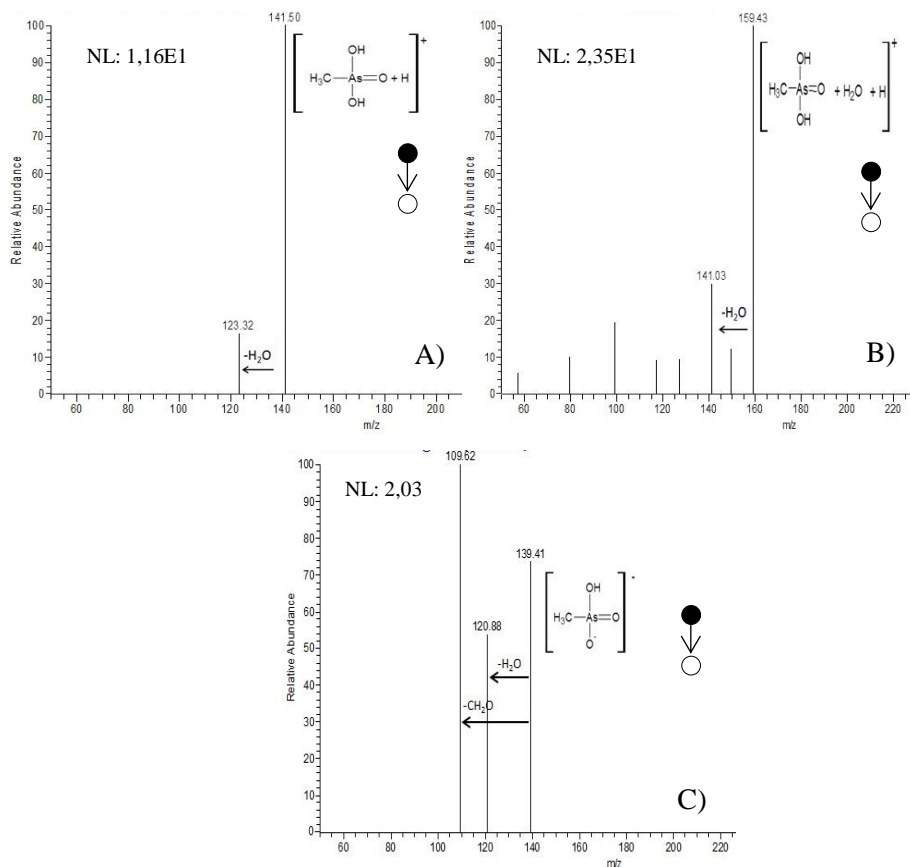 141.50
NL: 1,16E1
OH
H₃C—As=O + H
OH
+
Relative Abundance
100
90
80
70
60
50
40
30
20
10
0
123.32
-H₂O
A)
60 80 100 120 140 160 180 200
m/z
159.43
NL: 2,35E1
OH
H₃C—As=O + H₂O + H
OH
+
Relative Abundance
100
90
80
70
60
50
40
30
20
10
0
141.03
-H₂O
B)
60 80 100 120 140 160 180 200 220
m/z
109.62
NL: 2,03
139.41
OH
H₃C—As=O
O⁻
-
Relative Abundance
100
90
80
70
60
50
40
30
20
10
0
120.88
-H₂O
-CH₂O
C)
60 80 100 120 140 160 180 200 220
m/z